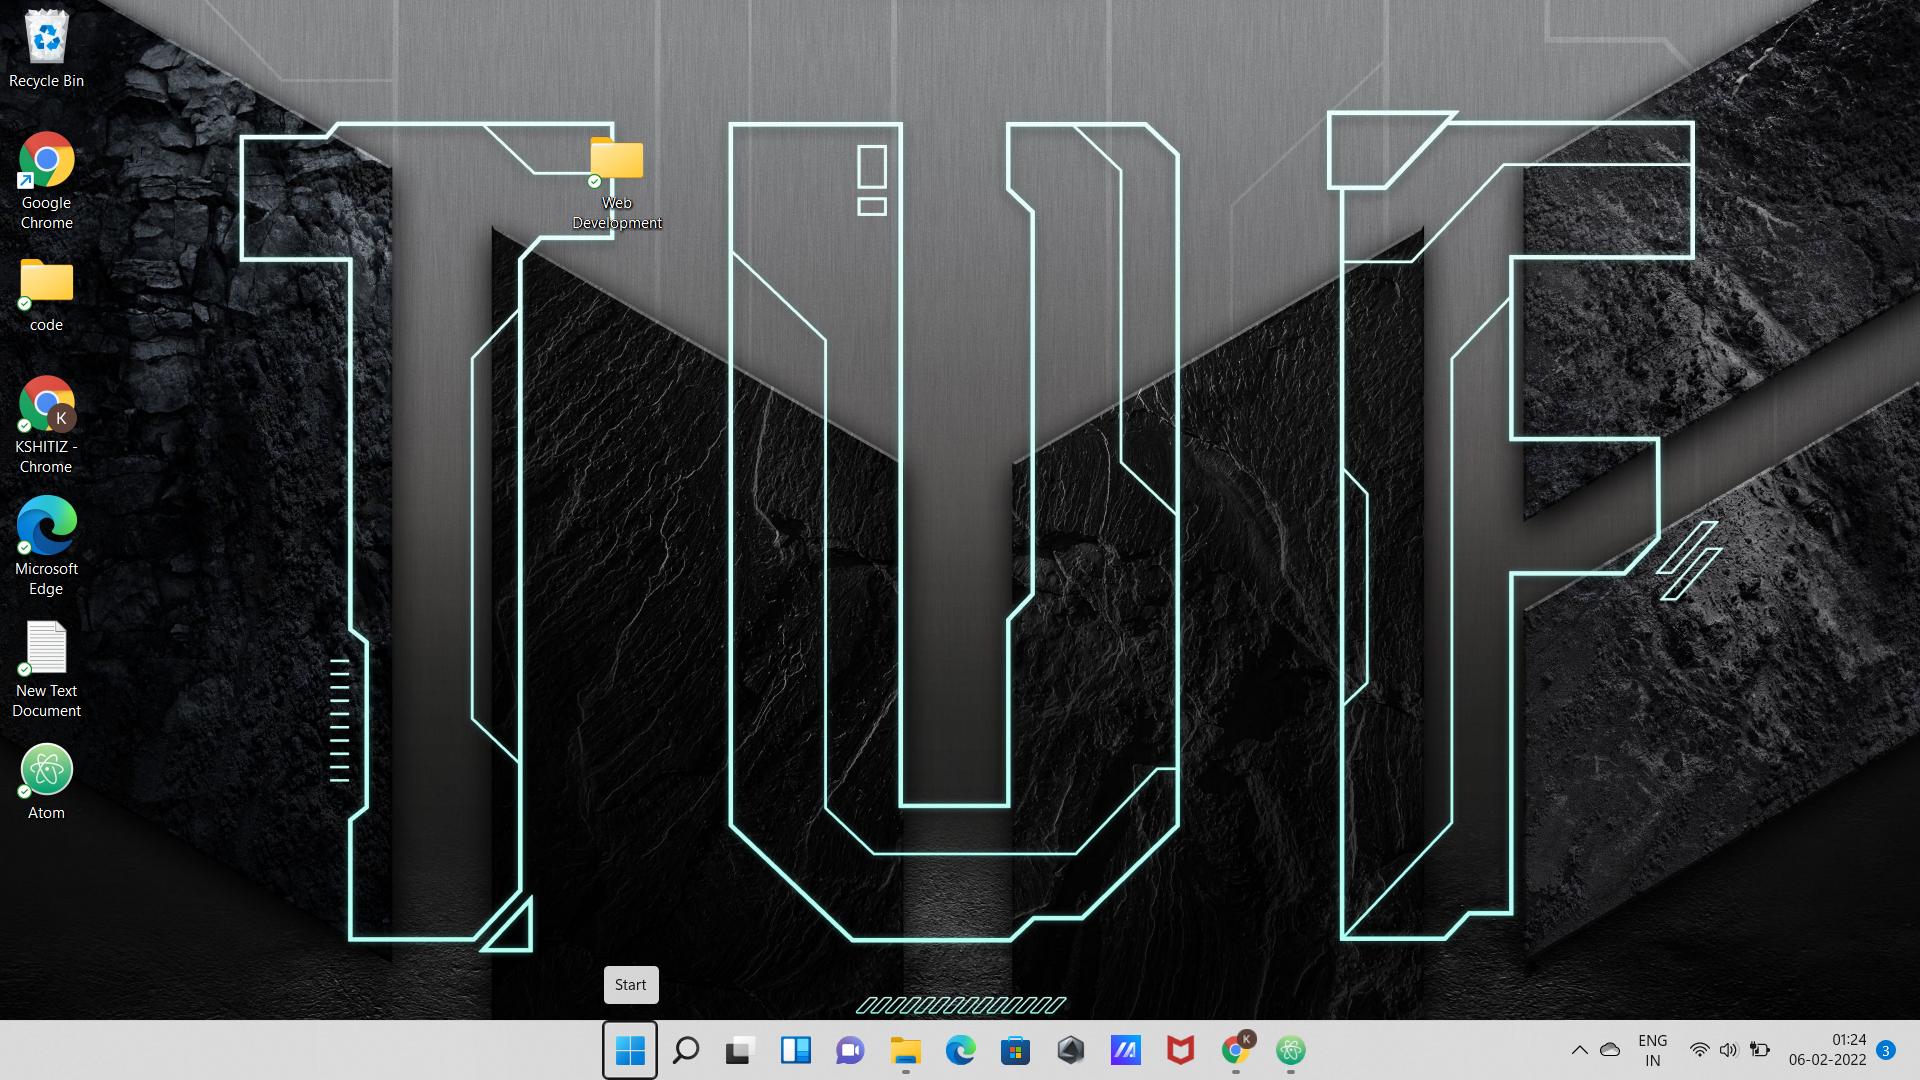 Recycle Bin
Google
Chrome
code
K
KSHITIZ -
Chrome
Microsoft
Edge
New Text
Document
Atom
Web
Development
TUF
Start
K
ENG
IN
01:24
06-02-2022
3